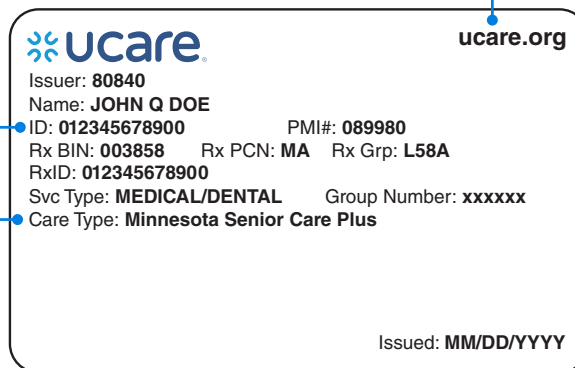 ucare
ucare.org
Issuer: 80840
Name: JOHN Q DOE
ID: 012345678900 PMI#: 089980
Rx BIN: 003858 Rx PCN: MA Rx Grp: L58A
RxID: 012345678900
Svc Type: MEDICAL/DENTAL Group Number: xxxxxx
Care Type: Minnesota Senior Care Plus
Issued: MM/DD/YYYY